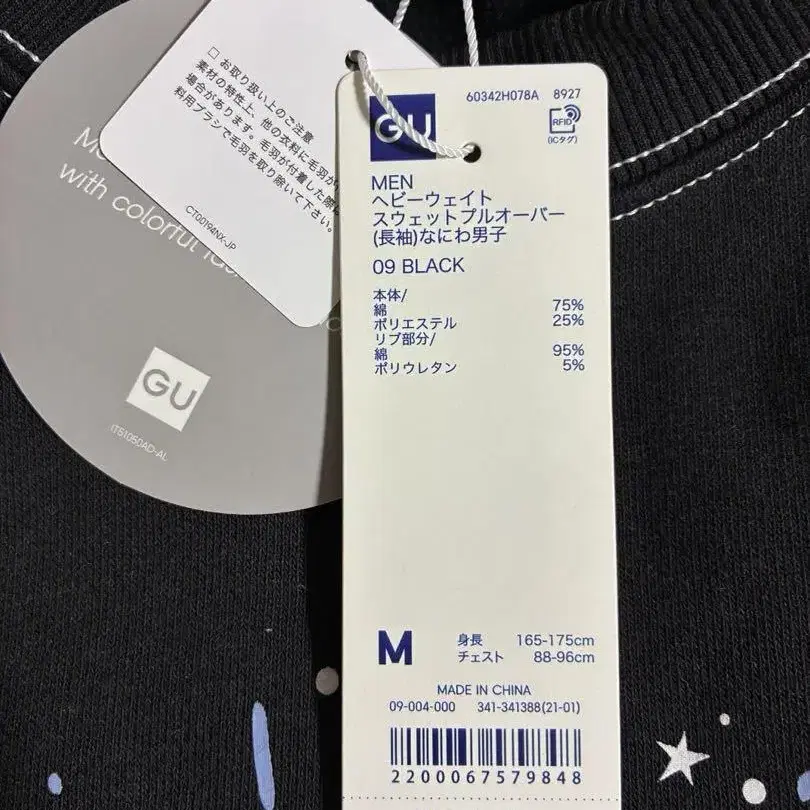 □ お取り扱い上のご注意
素材の特性上、他の衣料に毛羽が
場合があります。毛羽が付着した際に
料用ブラシで毛羽を取り除いて下さい。
CT00194NX-JP
with colorful
GU
IT51050AD-AL
GU
60342H078A 8927
RFID
(ICタグ)
MEN
ヘビーウェイト
スウェットプルオーバー
(長袖)なにわ男子
09 BLACK
本体/
綿 75%
ポリエステル 25%
リブ部分/
綿 95%
ポリウレタン 5%
M 身長 165-175cm
チェスト 88-96cm
MADE IN CHINA
09-004-000 341-341388(21-01)
2200067579848